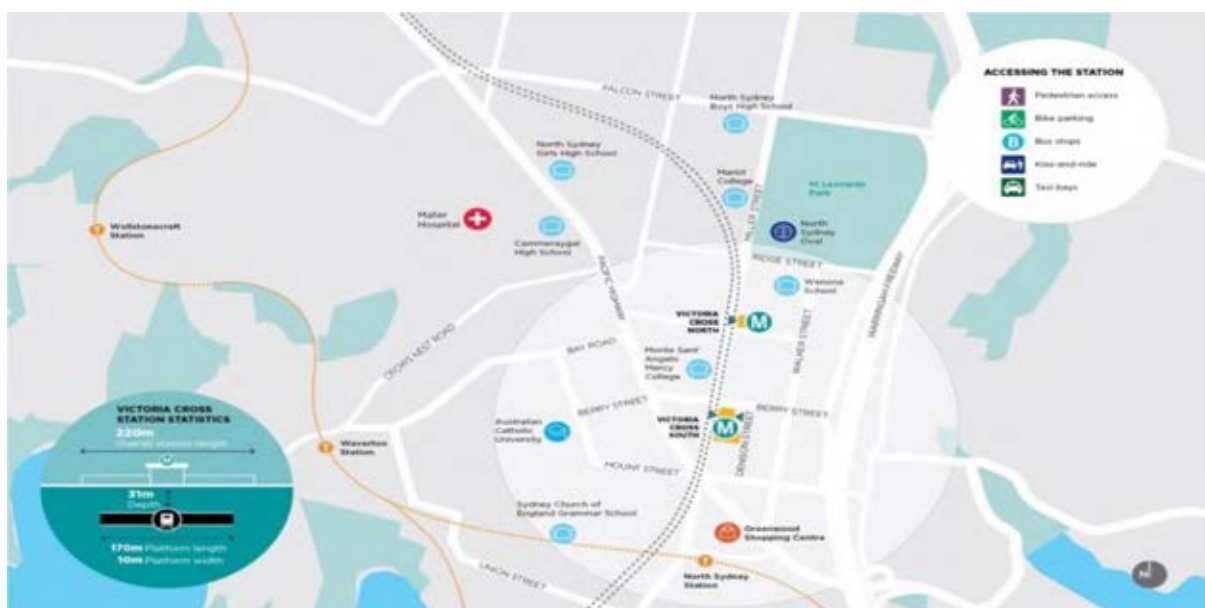 ACCESSING THE STATION
Pedestrian access
Bike parking
B
Bus stops
Kiss-and-ride
Taxi bays
FALCON STREET
North Sydney
Boys High School
North Sydney
Girls High School
Marist
College
St Leonards
Park
MILLER STREET
Mater
Hospital
Cammeraygal
High School
North
Sydney
Oval
T
Wollstonecraft
Station
PACIFIC HIGHWAY
RIDGE STREET
WARRINGAH FREEWAY
Wenona
School
VICTORIA
CROSS
NORTH
M
WALKER STREET
CROWS NEST ROAD
BAY ROAD
Monte Sant'
Angelo
Mercy
College
BERRY STREET
BERRY STREET
VICTORIA
CROSS
SOUTH
M
DENISON STREET
Australian
Catholic
University
T
Waverton
Station
MOUNT STREET
VICTORIA CROSS
STATION STATISTICS
220m
Overall station length
M
31m
Depth
170m Platform length
10m Platform width
Sydney Church of
England Grammar School
Greenwood
Shopping Centre
UNION STREET
T
North Sydney
Station
N